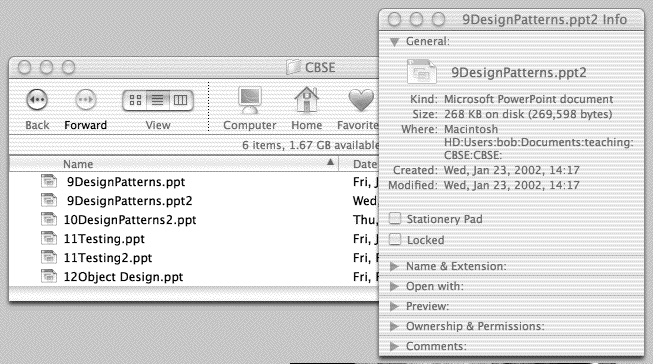 CBSE
Back
Forward
View
Computer
Home
Favorite
6 items, 1.67 GB available
Name
Date
9DesignPatterns.ppt
Fri, J
9DesignPatterns.ppt2
Wed,
10DesignPatterns2.ppt
Thu,
11Testing.ppt
Fri, J
11Testing2.ppt
Fri, F
12Object Design.ppt
Fri, F
9DesignPatterns.ppt2 Info
General:
9DesignPatterns.ppt2
Kind: Microsoft PowerPoint document
Size: 268 KB on disk (269,598 bytes)
Where: Macintosh
HD:Users:bob:Documents:teaching:
CBSE:CBSE:
Created: Wed, Jan 23, 2002, 14:17
Modified: Wed, Jan 23, 2002, 14:17
Stationery Pad
Locked
Name & Extension:
Open with:
Preview:
Ownership & Permissions:
Comments: